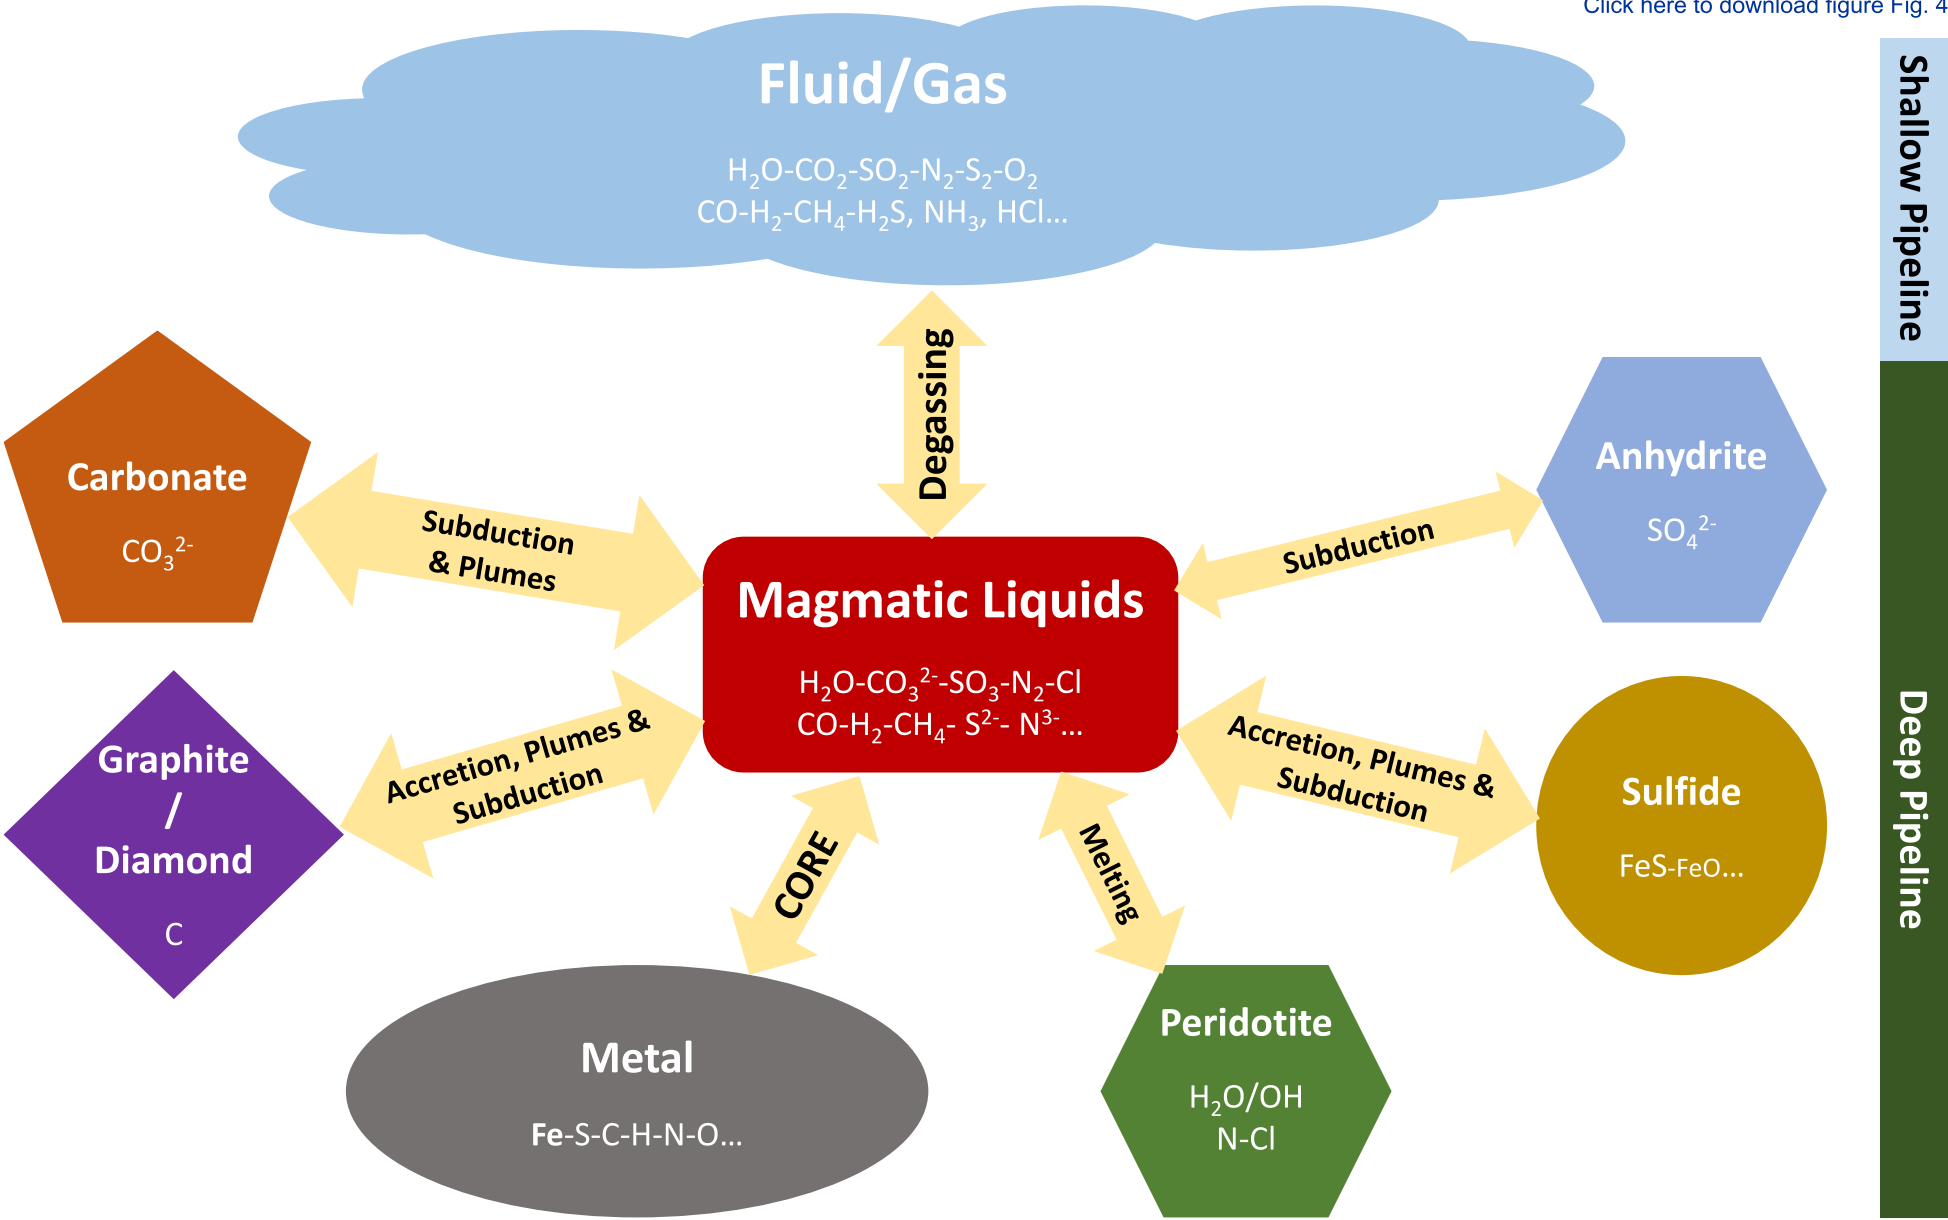 Click here to download figure Fig. 4
Fluid/Gas
H₂O-CO₂-SO₂-N₂-S₂-O₂
CO-H₂-CH₄-H₂S, NH₃, HCl...
Shallow Pipeline
Degassing
Carbonate
CO₃²⁻
Subduction
& Plumes
Anhydrite
SO₄²⁻
Subduction
Magmatic Liquids
H₂O-CO₃²⁻-SO₃-N₂-Cl
CO-H₂-CH₄- S²⁻- N³⁻...
Graphite
/
Diamond
C
Accretion, Plumes &
Subduction
Accretion, Plumes &
Subduction
Sulfide
FeS-FeO...
Deep Pipeline
CORE
Melting
Metal
Fe-S-C-H-N-O...
Peridotite
H₂O/OH
N-Cl